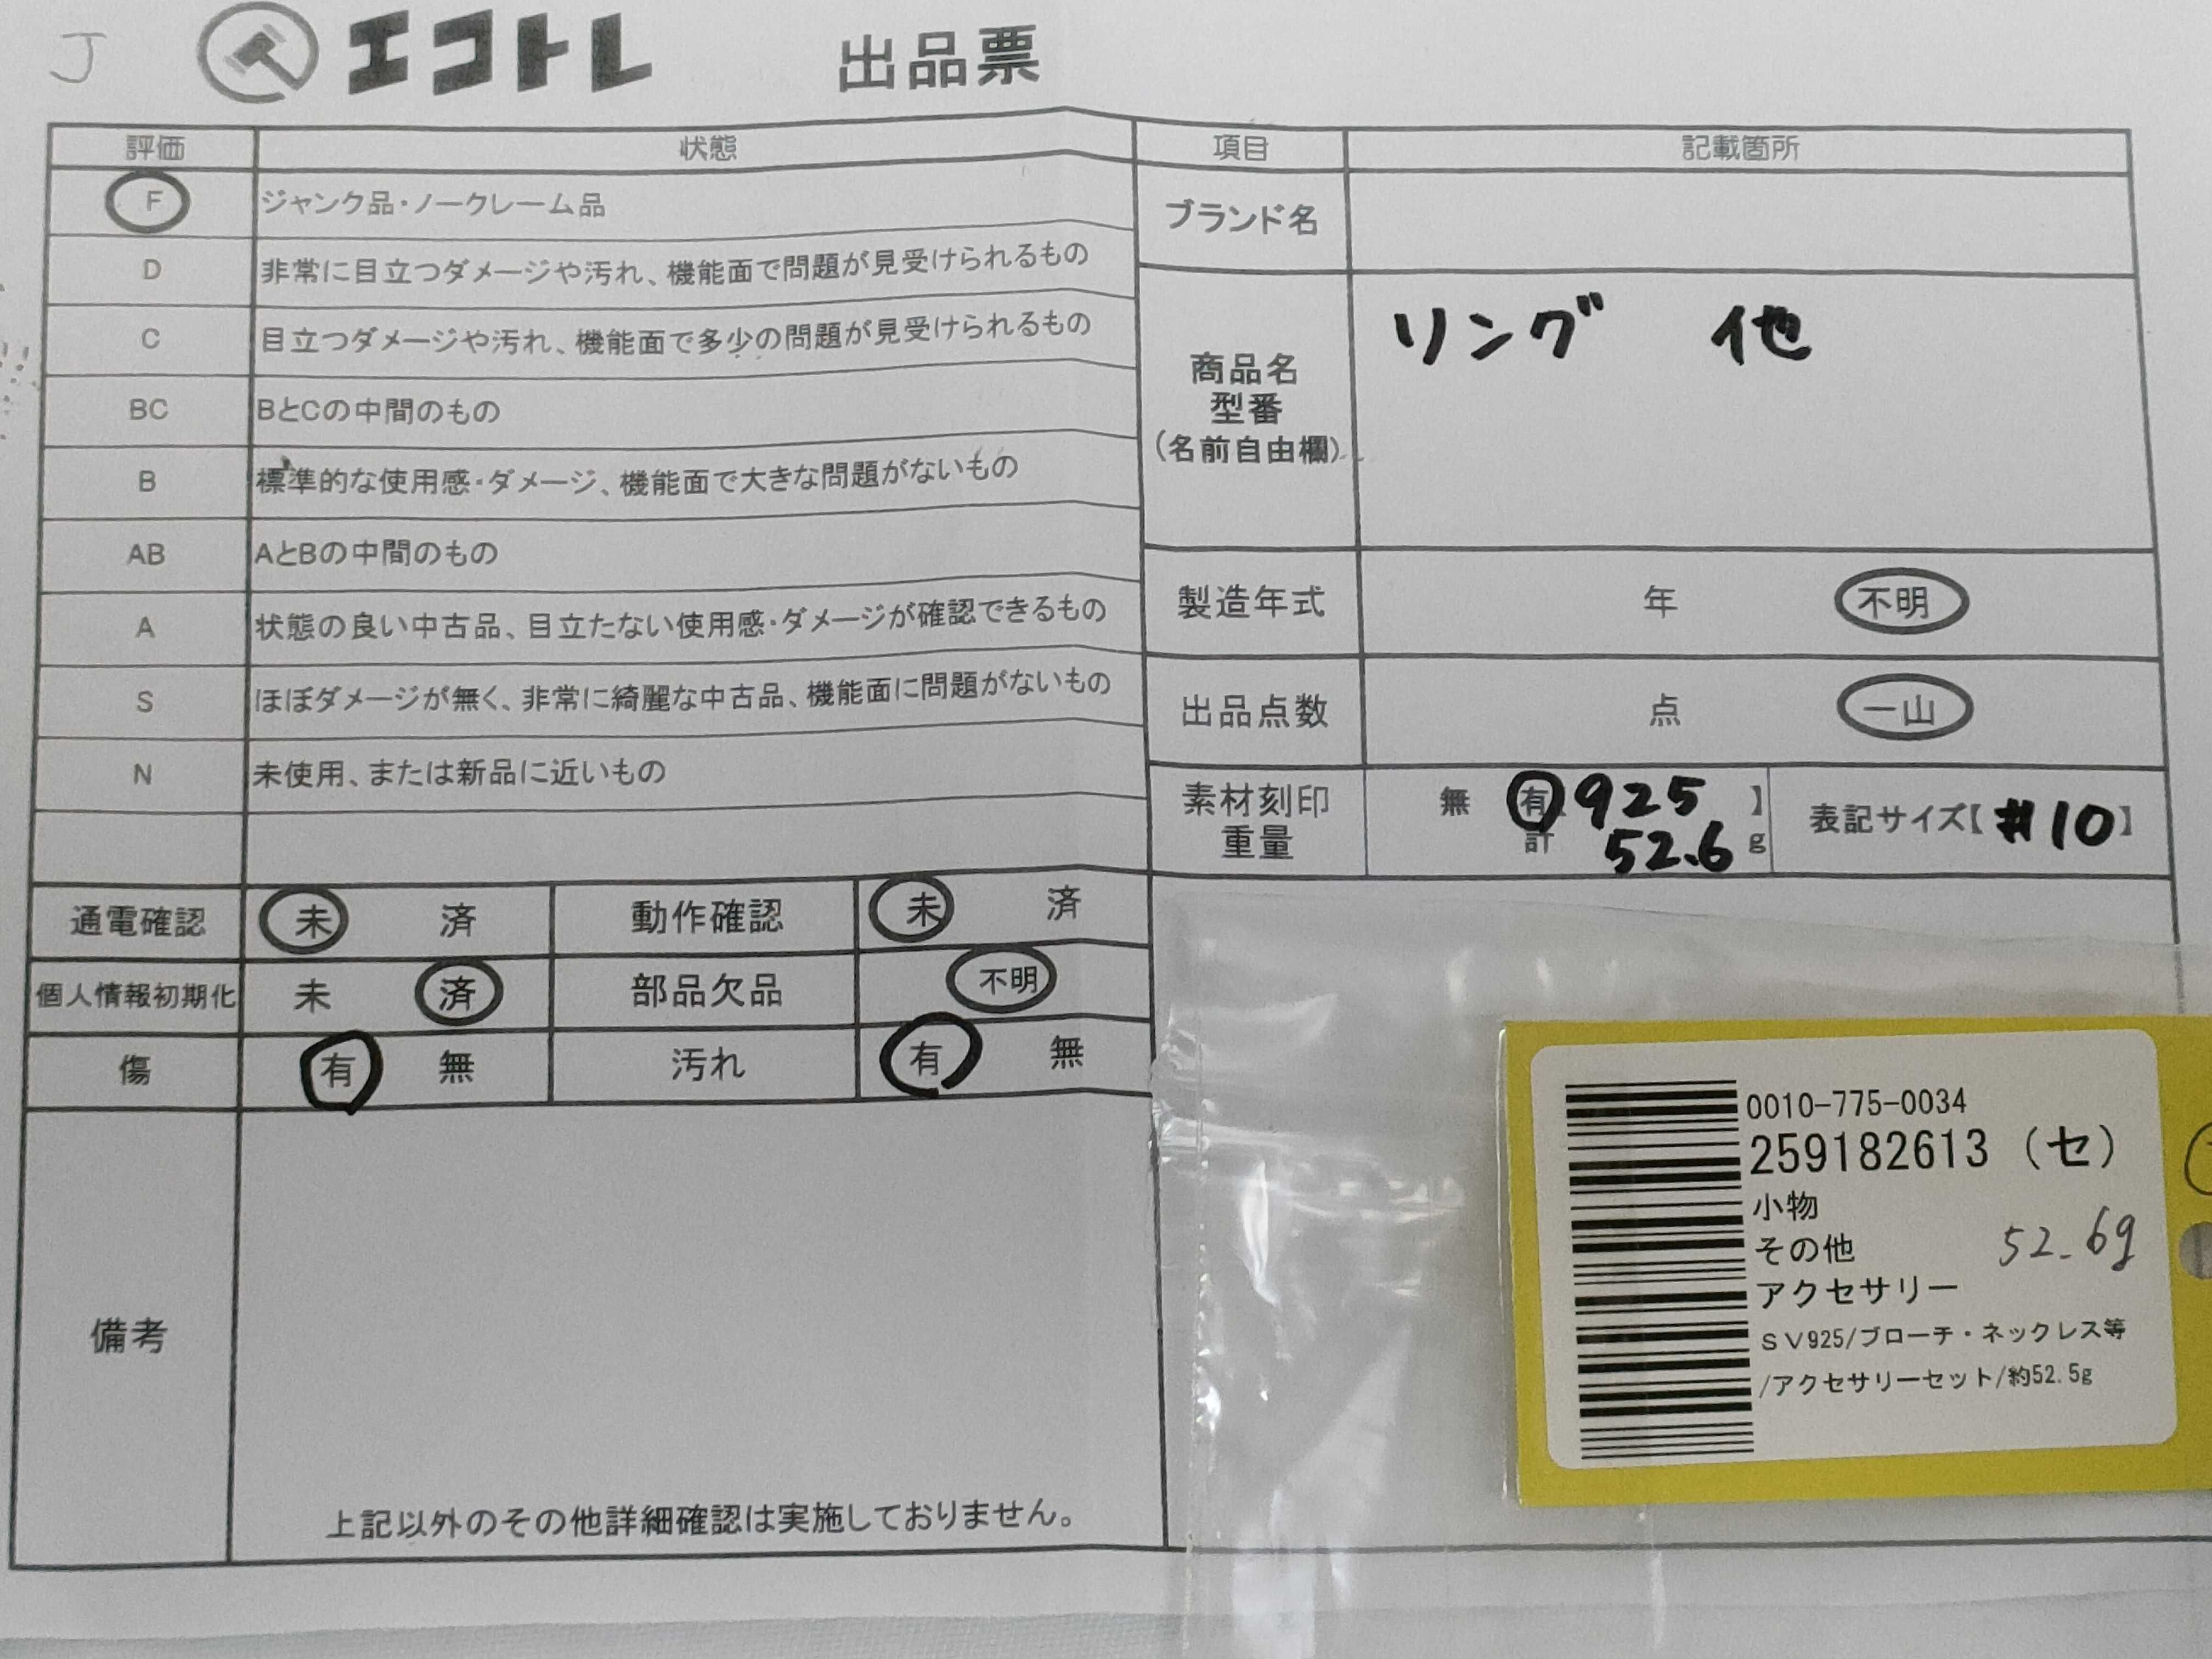 J エコトレ 出品票
評価 状態
F ジャンク品・ノークレーム品
D 非常に目立つダメージや汚れ、機能面で問題が見受けられるもの
C 目立つダメージや汚れ、機能面で多少の問題が見受けられるもの
BC BとCの中間のもの
B 標準的な使用感・ダメージ、機能面で大きな問題がないもの
AB AとBの中間のもの
A 状態の良い中古品、目立たない使用感・ダメージが確認できるもの
S ほぼダメージが無く、非常に綺麗な中古品、機能面に問題がないもの
N 未使用、または新品に近いもの
通電確認 未 済 動作確認 未 済
個人情報初期化 未 済 部品欠品 不明
傷 有 無 汚れ 有 無
備考
上記以外のその他詳細確認は実施しておりません。
項目 記載箇所
ブランド名
商品名
型番
(名前自由欄)
リング 他
製造年式 年 不明
出品点数 点 一山
素材刻印 無 有 925 】
重量 計 52.6 g
表記サイズ【 #10 】
0010-775-0034
259182613 (セ)
小物
その他
アクセサリー
52.6g
SV925/ブローチ・ネックレス等
/アクセサリーセット/約52.5g